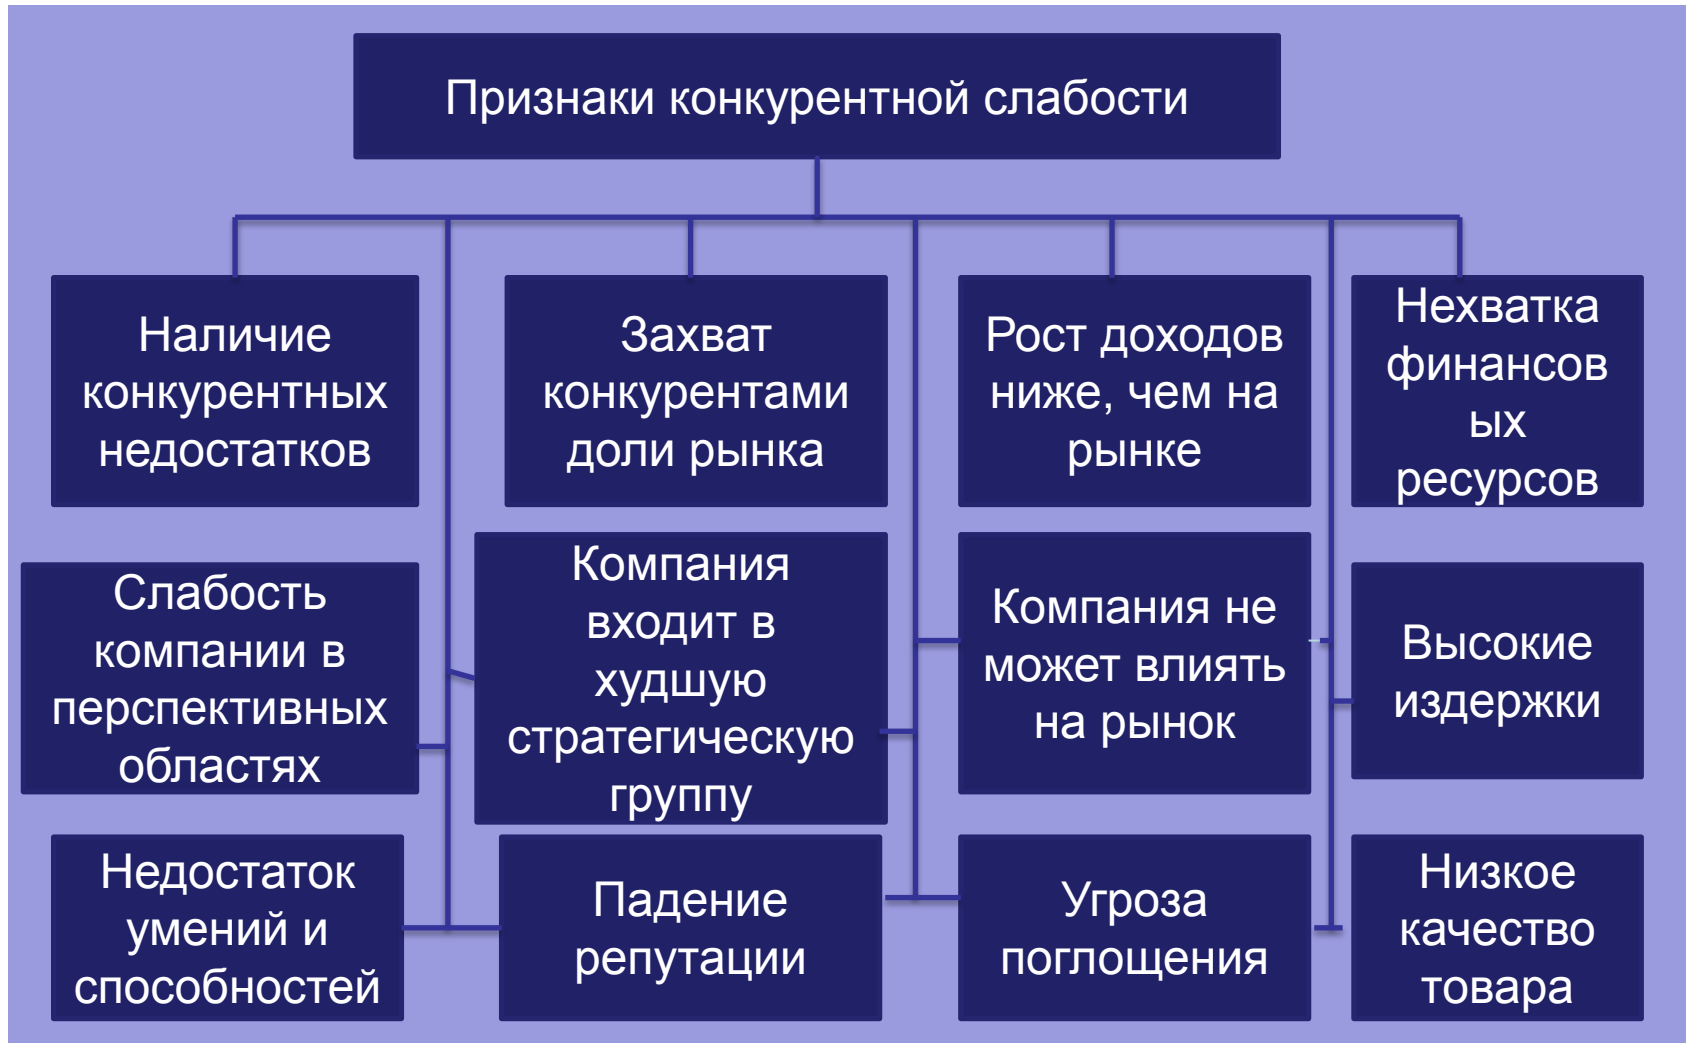 Признаки конкурентной слабости
Наличие
конкурентных
недостатков
Захват
конкурентами
доли рынка
Рост доходов
ниже, чем на
рынке
Нехватка
финансов
ых
ресурсов
Слабость
компании в
перспективных
областях
Компания
входит в
худшую
стратегическую
группу
Компания не
может влиять
на рынок
Высокие
издержки
Недостаток
умений и
способностей
Падение
репутации
Угроза
поглощения
Низкое
качество
товара